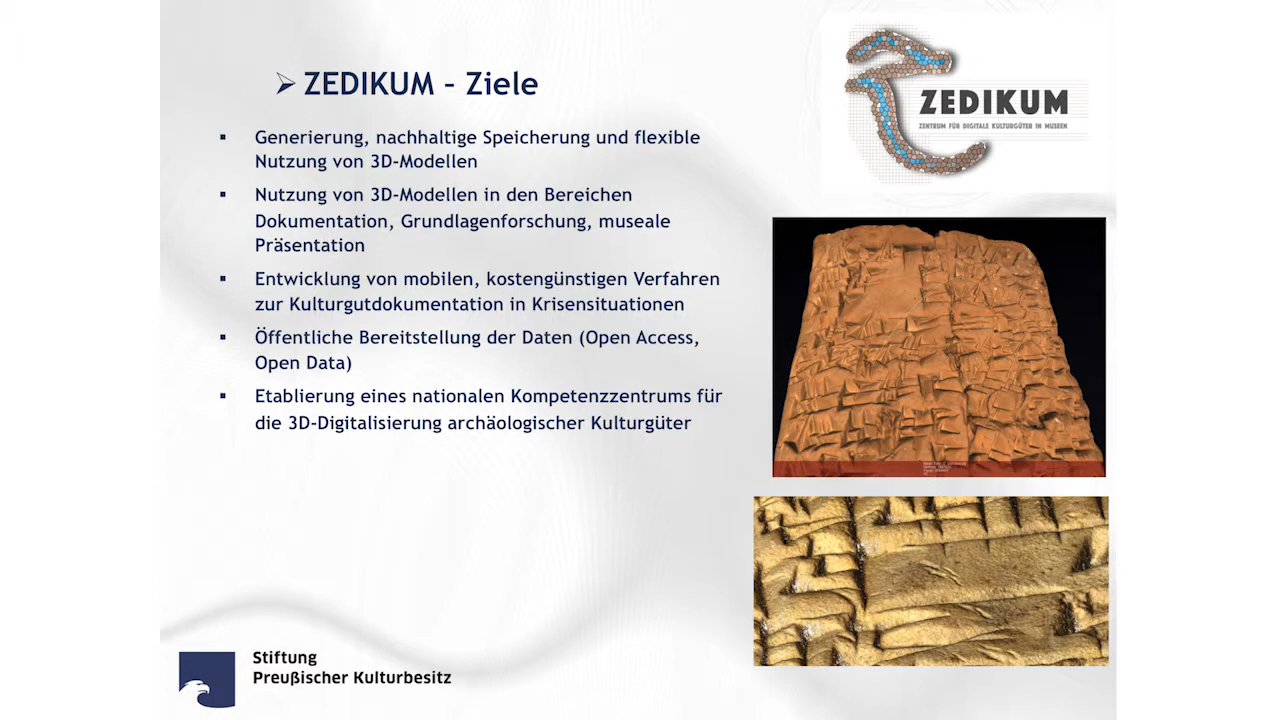 ZEDIKUM – Ziele
Generierung, nachhaltige Speicherung und flexible
Nutzung von 3D-Modellen
Nutzung von 3D-Modellen in den Bereichen
Dokumentation, Grundlagenforschung, museale
Präsentation
Entwicklung von mobilen, kostengünstigen Verfahren
zur Kulturgutdokumentation in Krisensituationen
Öffentliche Bereitstellung der Daten (Open Access,
Open Data)
Etablierung eines nationalen Kompetenzzentrums für
die 3D-Digitalisierung archäologischer Kulturgüter
ZEDIKUM
ZENTRUM FÜR DIGITALE KULTURGÜTER IN MUSEEN
Stiftung
Preußischer Kulturbesitz